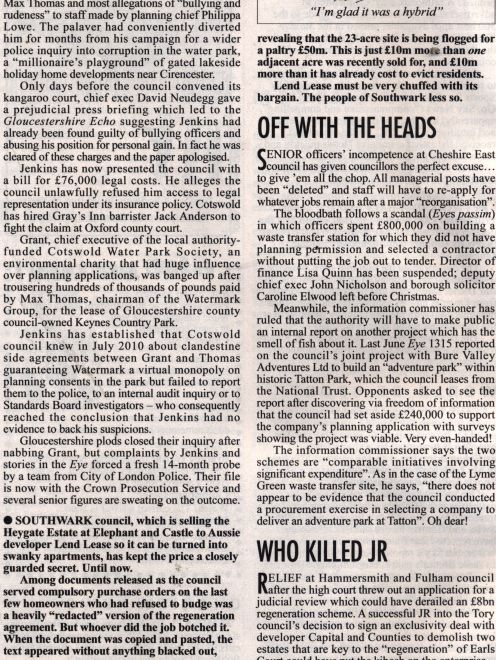 Max Thomas and most allegations of "bullying and
rudeness" to staff made by planning chief Philippa
Lowe. The palaver had conveniently diverted
him for months from his campaign for a wider
police inquiry into corruption in the water park,
a "millionaire's playground" of gated lakeside
holiday home developments near Cirencester.
Only days before the council convened its
kangaroo court, chief exec David Neudegg gave
a prejudicial press briefing which led to the
Gloucestershire Echo suggesting Jenkins had
already been found guilty of bullying officers and
abusing his position for personal gain. In fact he was
cleared of these charges and the paper apologised.
Jenkins has now presented the council with
a bill for £76,000 legal costs. He alleges the
council unlawfully refused him access to legal
representation under its insurance policy. Cotswold
has hired Gray's Inn barrister Jack Anderson to
fight the claim at Oxford county court.
Grant, chief executive of the local authority-
funded Cotswold Water Park Society, an
environmental charity that had huge influence
over planning applications, was banged up after
trousering hundreds of thousands of pounds paid
by Max Thomas, chairman of the Watermark
Group, for the lease of Gloucestershire county
council-owned Keynes Country Park.
Jenkins has established that Cotswold
council knew in July 2010 about clandestine
side agreements between Grant and Thomas
guaranteeing Watermark a virtual monopoly on
planning consents in the park but failed to report
them to the police, to an internal audit inquiry or to
Standards Board investigators – who consequently
reached the conclusion that Jenkins had no
evidence to back his suspicions.
Gloucestershire plods closed their inquiry after
nabbing Grant, but complaints by Jenkins and
stories in the Eye forced a fresh 14-month probe
by a team from City of London Police. Their file
is now with the Crown Prosecution Service and
several senior figures are sweating on the outcome.
● SOUTHWARK council, which is selling the
Heygate Estate at Elephant and Castle to Aussie
developer Lend Lease so it can be turned into
swanky apartments, has kept the price a closely
guarded secret. Until now.
Among documents released as the council
served compulsory purchase orders on the last
few homeowners who had refused to budge was
a heavily "redacted" version of the regeneration
agreement. But whoever did the job botched it.
When the document was copied and pasted, the
text appeared without anything blacked out,
"I'm glad it was a hybrid"
revealing that the 23-acre site is being flogged for
a paltry £50m. This is just £10m more than one
adjacent acre was recently sold for, and £10m
more than it has already cost to evict residents.
Lend Lease must be very chuffed with its
bargain. The people of Southwark less so.
OFF WITH THE HEADS
SENIOR officers' incompetence at Cheshire East
council has given councillors the perfect excuse…
to give 'em all the chop. All managerial posts have
been "deleted" and staff will have to re-apply for
whatever jobs remain after a major "reorganisation".
The bloodbath follows a scandal (Eyes passim)
in which officers spent £800,000 on building a
waste transfer station for which they did not have
planning permission and selected a contractor
without putting the job out to tender. Director of
finance Lisa Quinn has been suspended; deputy
chief exec John Nicholson and borough solicitor
Caroline Elwood left before Christmas.
Meanwhile, the information commissioner has
ruled that the authority will have to make public
an internal report on another project which has the
smell of fish about it. Last June Eye 1315 reported
on the council's joint project with Bure Valley
Adventures Ltd to build an "adventure park" within
historic Tatton Park, which the council leases from
the National Trust. Opponents asked to see the
report after discovering via freedom of information
that the council had set aside £240,000 to support
the company's planning application with surveys
showing the project was viable. Very even-handed!
The information commissioner says the two
schemes are "comparable initiatives involving
significant expenditure". As in the case of the Lyme
Green waste transfer site, he says, "there does not
appear to be evidence that the council conducted
a procurement exercise in selecting a company to
deliver an adventure park at Tatton". Oh dear!
WHO KILLED JR
RELIEF at Hammersmith and Fulham council
after the high court threw out an application for a
judicial review which could have derailed an £8bn
regeneration scheme. A successful JR into the Tory
council's decision to sign an exclusivity deal with
developer Capital and Counties to demolish two
estates that are key to the "regeneration" of Earls